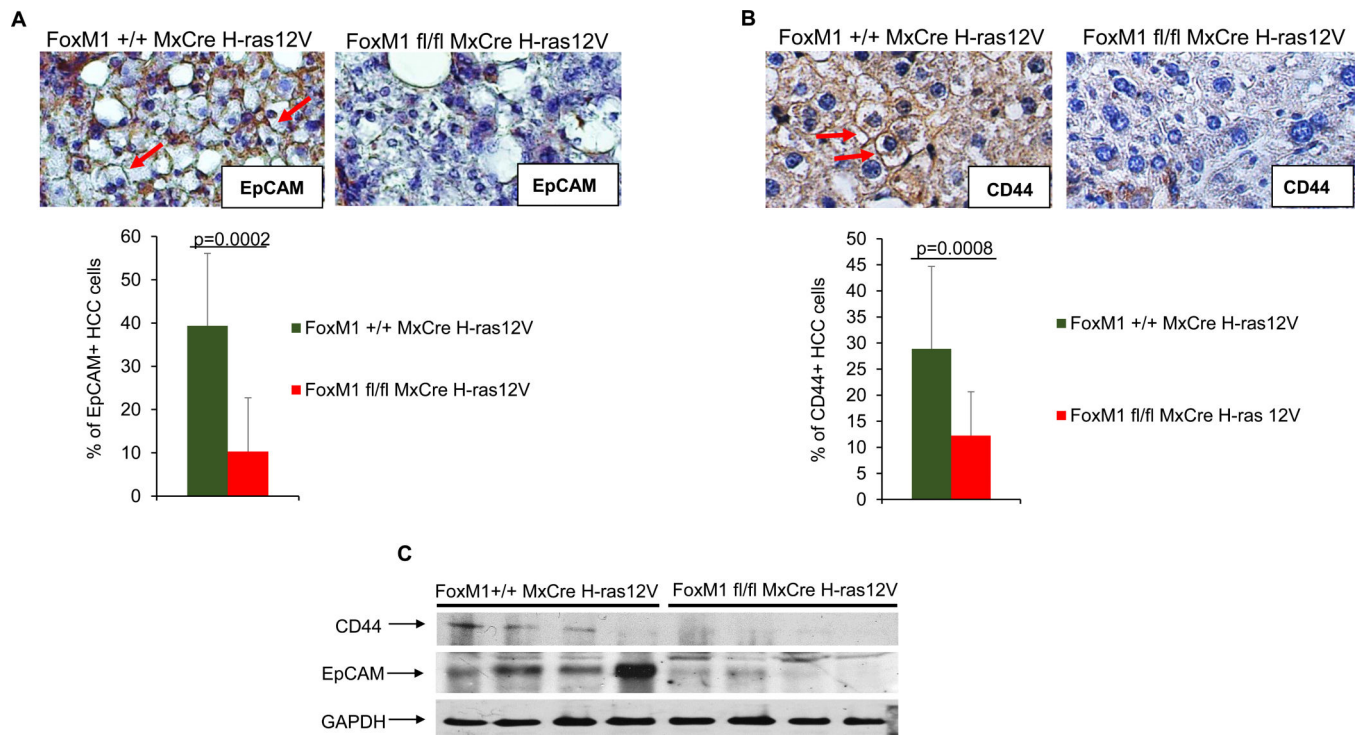 A
FoxM1 +/+ MxCre H-ras12V
FoxM1 fl/fl MxCre H-ras12V
EpCAM
EpCAM
p=0.0002
% of EpCAM+ HCC cells
60
50
40
30
20
10
0
FoxM1 +/+ MxCre H-ras12V
FoxM1 fl/fl MxCre H-ras12V
B
FoxM1 +/+ MxCre H-ras12V
FoxM1 fl/fl MxCre H-ras12V
CD44
CD44
p=0.0008
% of CD44+ HCC cells
50
45
40
35
30
25
20
15
10
5
0
FoxM1 +/+ MxCre H-ras12V
FoxM1 fl/fl MxCre H-ras 12V
C
FoxM1+/+ MxCre H-ras12V
FoxM1 fl/fl MxCre H-ras12V
CD44
EpCAM
GAPDH